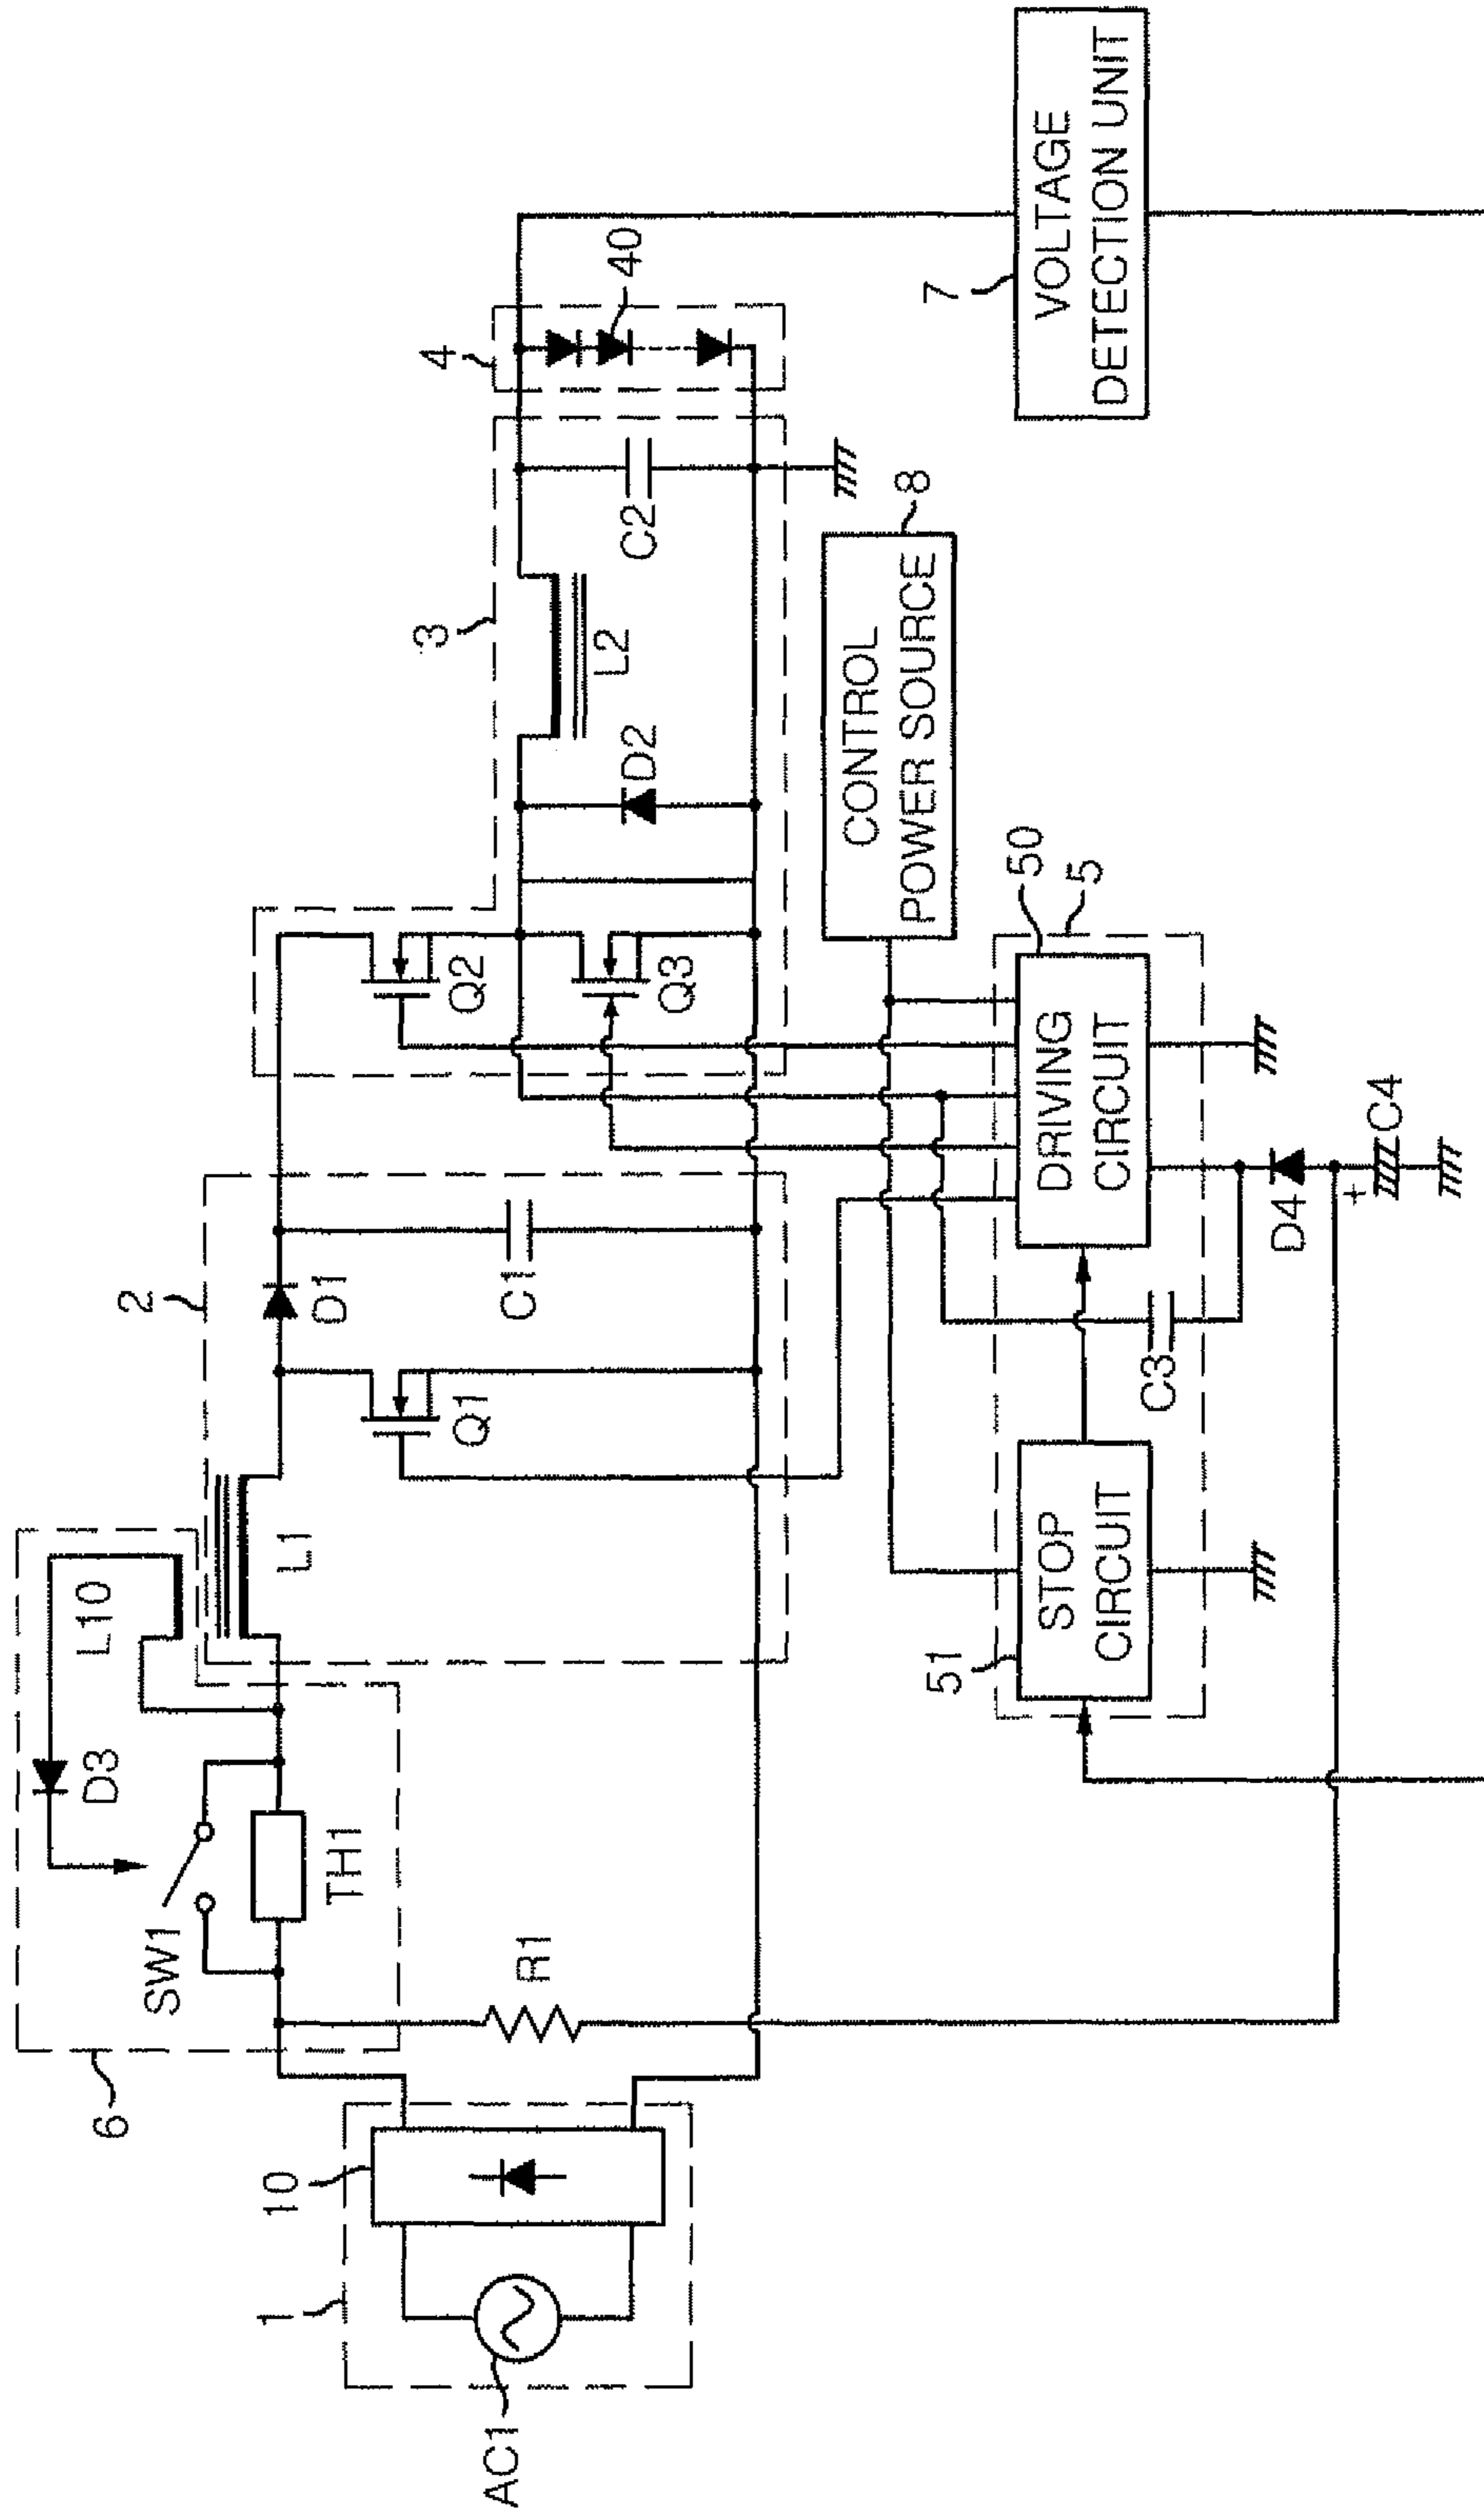 6
D3
L10
SW1
TH1
L1
2
D1
Q1
C1
3
4
Q2
Q3
D2
L2
C2
40
1
10
AC1
R1
8
CONTROL
POWER SOURCE
7
VOLTAGE
DETECTION UNIT
51
STOP
CIRCUIT
C3
50
5
DRIVING
CIRCUIT
D4
+
C4